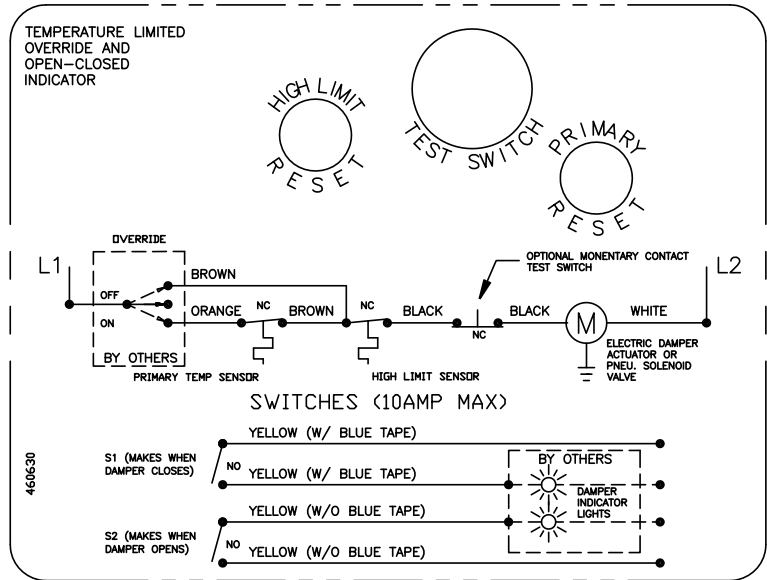 TEMPERATURE LIMITED
OVERRIDE AND
OPEN-CLOSED
INDICATOR
HIGH LIMIT
RESET
TEST SWITCH
PRIMARY
RESET
OVERRIDE
L1
OFF
ON
BY OTHERS
BROWN
ORANGE
NC
BROWN
NC
BLACK
OPTIONAL MONENTARY CONTACT
TEST SWITCH
NC
BLACK
M
WHITE
L2
ELECTRIC DAMPER
ACTUATOR OR
PNEU. SOLENOID
VALVE
PRIMARY TEMP SENSOR
HIGH LIMIT SENSOR
SWITCHES (10AMP MAX)
460630
S1 (MAKES WHEN
DAMPER CLOSES)
NO
YELLOW (W/ BLUE TAPE)
YELLOW (W/ BLUE TAPE)
S2 (MAKES WHEN
DAMPER OPENS)
NO
YELLOW (W/O BLUE TAPE)
YELLOW (W/O BLUE TAPE)
BY OTHERS
DAMPER
INDICATOR
LIGHTS